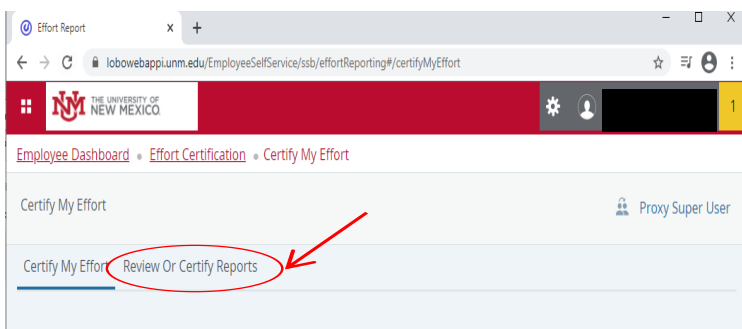 Effort Report
lobowebappi.unm.edu/EmployeeSelfService/ssb/effortReporting#/certifyMyEffort
NM THE UNIVERSITY OF
NEW MEXICO.
1
Employee Dashboard • Effort Certification • Certify My Effort
Certify My Effort
Proxy Super User
Certify My Effort Review Or Certify Reports